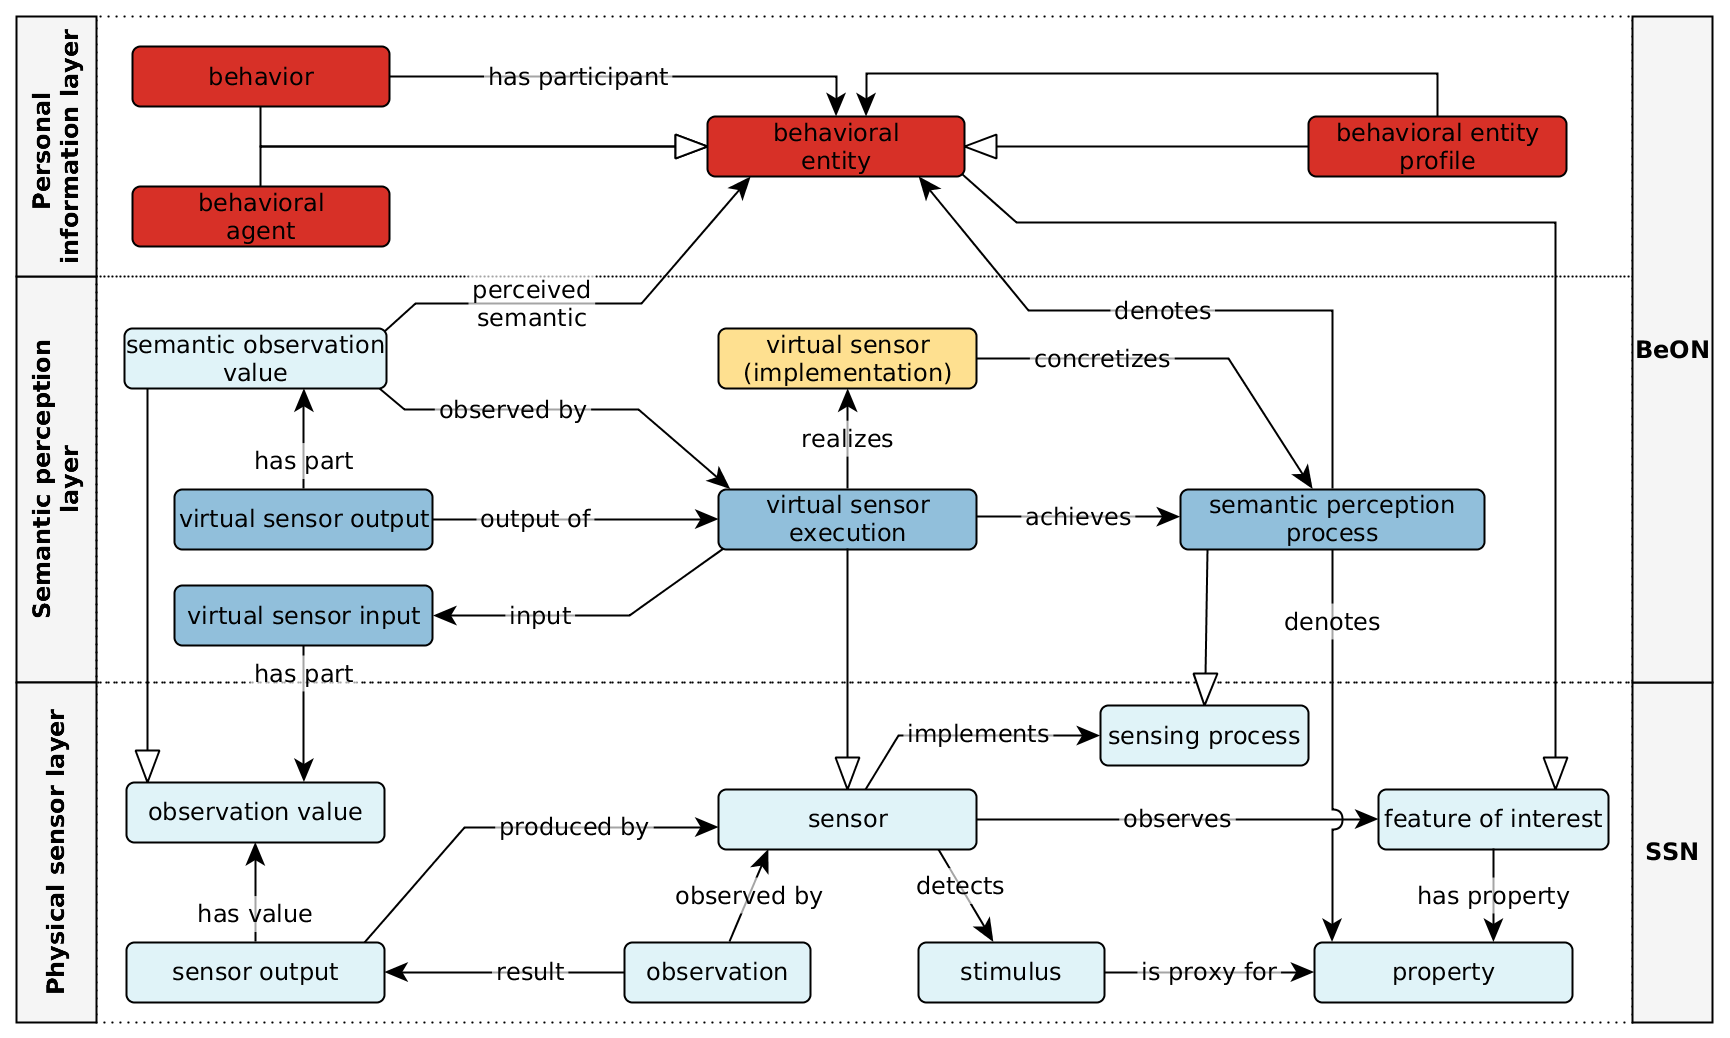 Personal
information layer
behavior
has participant
behavioral
entity
behavioral entity
profile
behavioral
agent
BeON
Semantic perception
layer
perceived
semantic
denotes
semantic observation
value
virtual sensor
(implementation)
concretizes
observed by
realizes
has part
virtual sensor output
output of
virtual sensor
execution
achieves
semantic perception
process
virtual sensor input
input
denotes
has part
Physical sensor layer
SSN
implements
sensing process
observation value
produced by
sensor
observes
feature of interest
has value
observed by
detects
has property
sensor output
result
observation
stimulus
is proxy for
property